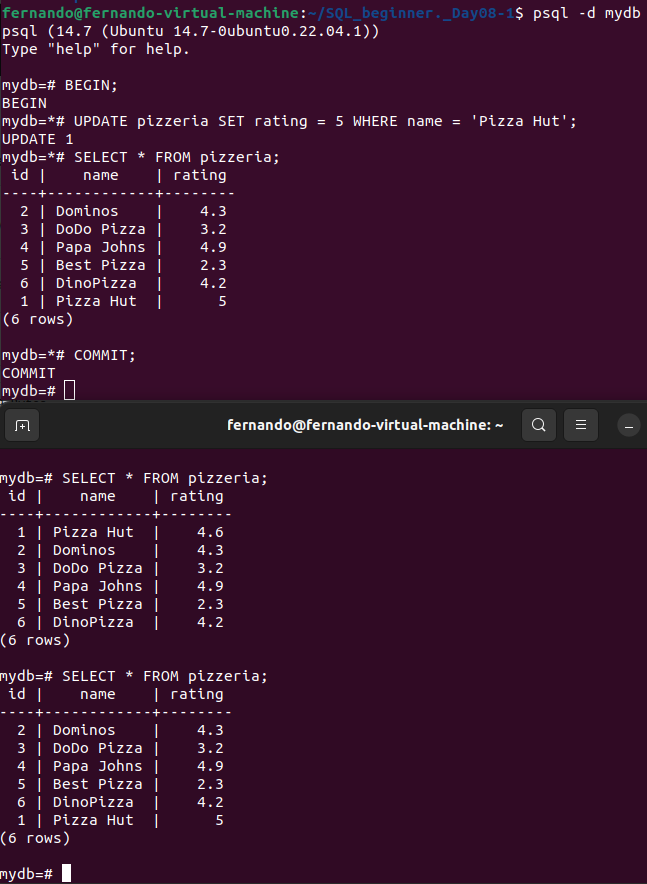 fernando@fernando-virtual-machine:~/SQL_beginner._Day08-1$ psql -d mydb
psql (14.7 (Ubuntu 14.7-0ubuntu0.22.04.1))
Type "help" for help.
mydb=# BEGIN;
BEGIN
mydb=*# UPDATE pizzeria SET rating = 5 WHERE name = 'Pizza Hut';
UPDATE 1
mydb=*# SELECT * FROM pizzeria;
 id |    name    | rating
----+------------+--------
  2 | Dominos    |    4.3
  3 | DoDo Pizza |    3.2
  4 | Papa Johns |    4.9
  5 | Best Pizza |    2.3
  6 | DinoPizza  |    4.2
  1 | Pizza Hut  |      5
(6 rows)
mydb=*# COMMIT;
COMMIT
mydb=#
fernando@fernando-virtual-machine: ~
mydb=# SELECT * FROM pizzeria;
 id |    name    | rating
----+------------+--------
  1 | Pizza Hut  |    4.6
  2 | Dominos    |    4.3
  3 | DoDo Pizza |    3.2
  4 | Papa Johns |    4.9
  5 | Best Pizza |    2.3
  6 | DinoPizza  |    4.2
(6 rows)
mydb=# SELECT * FROM pizzeria;
 id |    name    | rating
----+------------+--------
  2 | Dominos    |    4.3
  3 | DoDo Pizza |    3.2
  4 | Papa Johns |    4.9
  5 | Best Pizza |    2.3
  6 | DinoPizza  |    4.2
  1 | Pizza Hut  |      5
(6 rows)
mydb=#